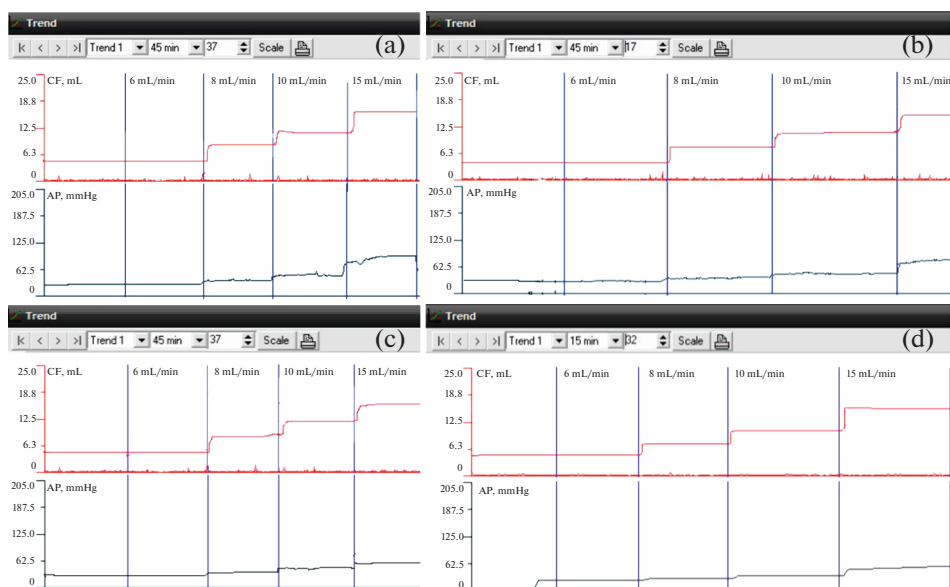 Trend
Trend 1 45 min 37 Scale (a)
25.0 CF, mL 6 mL/min 8 mL/min 10 mL/min 15 mL/min
18.8
12.5
6.3
0
205.0 AP, mmHg
187.5
125.0
62.5
0
Trend
Trend 1 45 min 17 Scale (b)
25.0 CF, mL 6 mL/min 8 mL/min 10 mL/min 15 mL/min
18.8
12.5
6.3
0
205.0 AP, mmHg
187.5
125.0
62.5
0
Trend
Trend 1 45 min 37 Scale (c)
25.0 CF, mL 6 mL/min 8 mL/min 10 mL/min 15 mL/min
18.8
12.5
6.3
0
205.0 AP, mmHg
187.5
125.0
62.5
0
Trend
Trend 1 15 min 32 Scale (d)
25.0 CF, mL 6 mL/min 8 mL/min 10 mL/min 15 mL/min
18.8
12.5
6.3
0
205.0 AP, mmHg
187.5
125.0
62.5
0